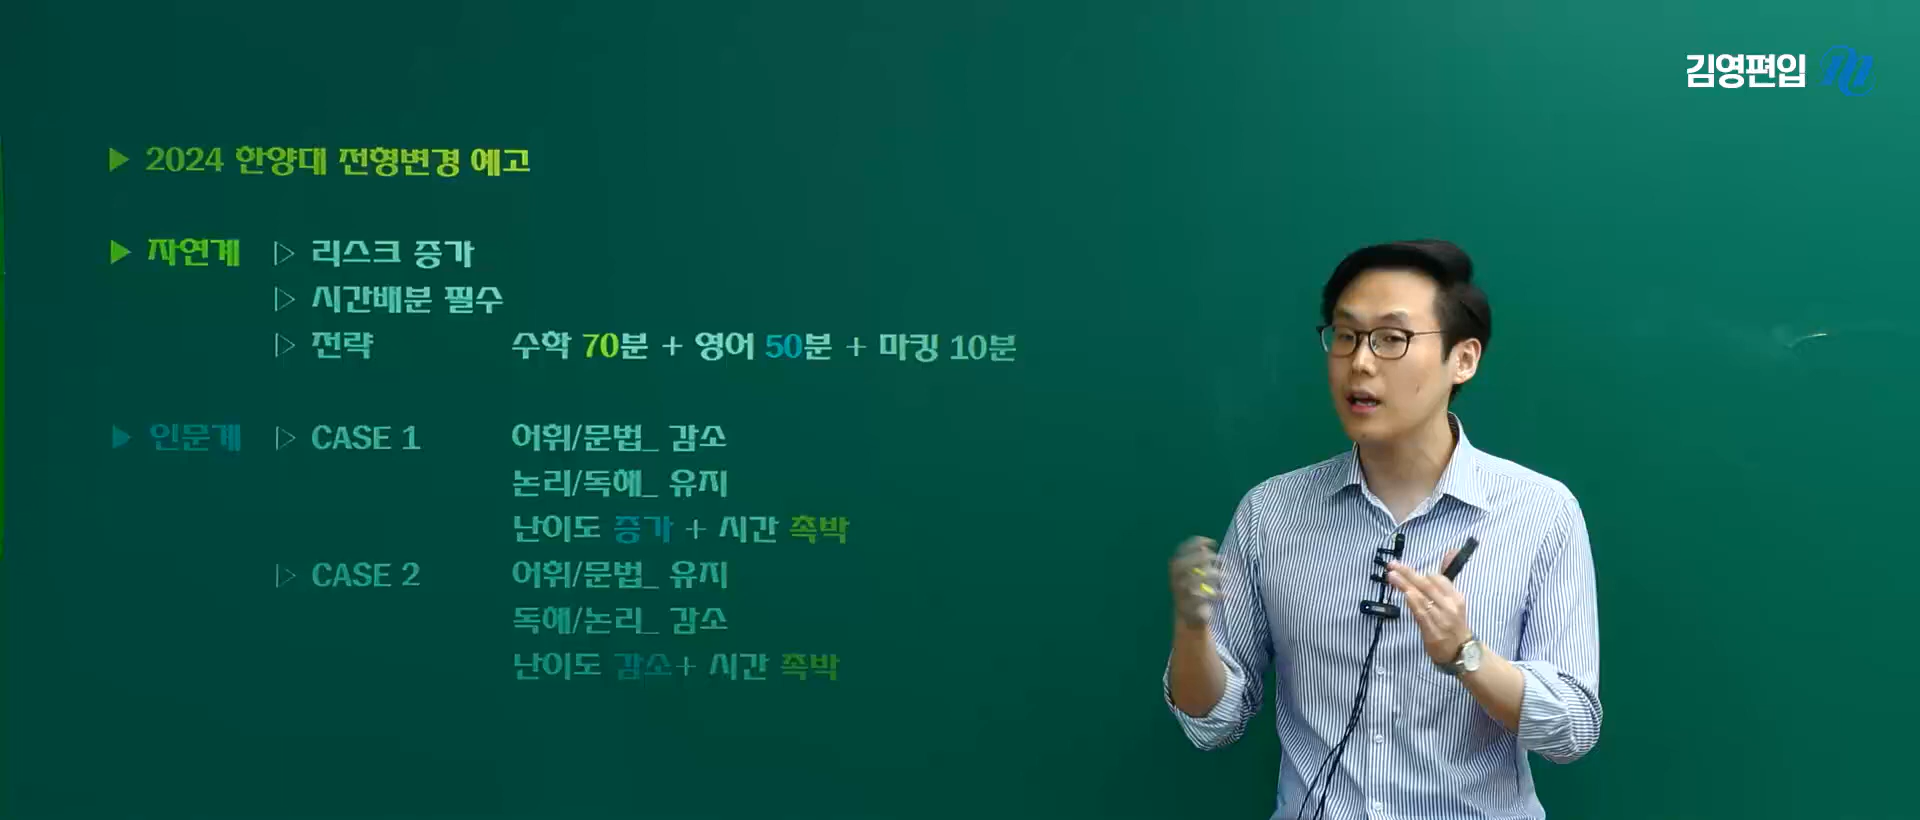 김영편입
▶ 2024 한양대 전형변경 예고
▶ 자연계 ▷ 리스크 증가
▷ 시간배분 필수
▷ 전략 수학 70분 + 영어 50분 + 마킹 10분
▶ 인문계 ▷ CASE 1 어휘/문법_ 감소
논리/독해_ 유지
난이도 증가 + 시간 촉박
▷ CASE 2 어휘/문법_ 유지
독해/논리_ 감소
난이도 감소+ 시간 촉박